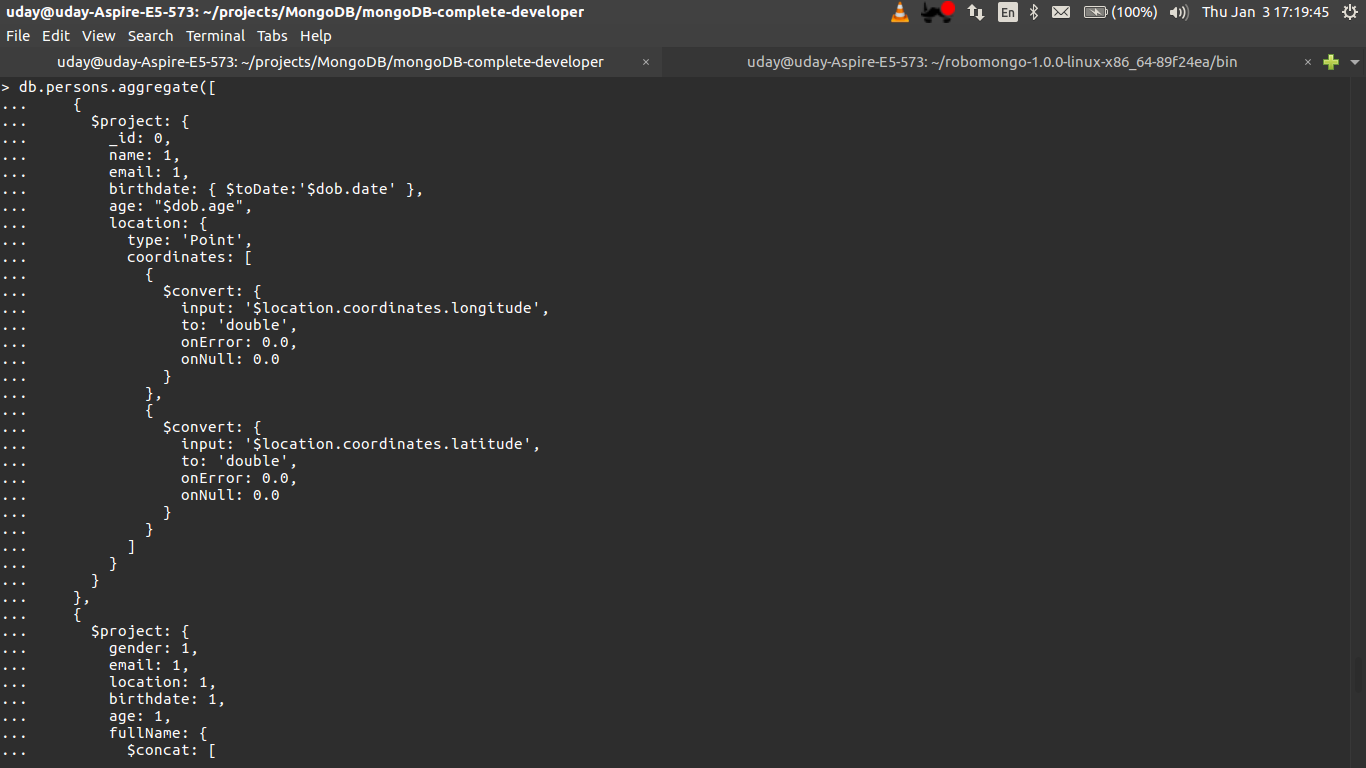 uday@uday-Aspire-E5-573: ~/projects/MongoDB/mongoDB-complete-developer En (100%) Thu Jan 3 17:19:45
File Edit View Search Terminal Tabs Help
uday@uday-Aspire-E5-573: ~/projects/MongoDB/mongoDB-complete-developer × uday@uday-Aspire-E5-573: ~/robomongo-1.0.0-linux-x86_64-89f24ea/bin ×
> db.persons.aggregate([
...     {
...       $project: {
...         _id: 0,
...         name: 1,
...         email: 1,
...         birthdate: { $toDate:'$dob.date' },
...         age: "$dob.age",
...         location: {
...           type: 'Point',
...           coordinates: [
...             {
...               $convert: {
...                 input: '$location.coordinates.longitude',
...                 to: 'double',
...                 onError: 0.0,
...                 onNull: 0.0
...               }
...             },
...             {
...               $convert: {
...                 input: '$location.coordinates.latitude',
...                 to: 'double',
...                 onError: 0.0,
...                 onNull: 0.0
...               }
...             }
...           ]
...         }
...       }
...     },
...     {
...       $project: {
...         gender: 1,
...         email: 1,
...         location: 1,
...         birthdate: 1,
...         age: 1,
...         fullName: {
...           $concat: [